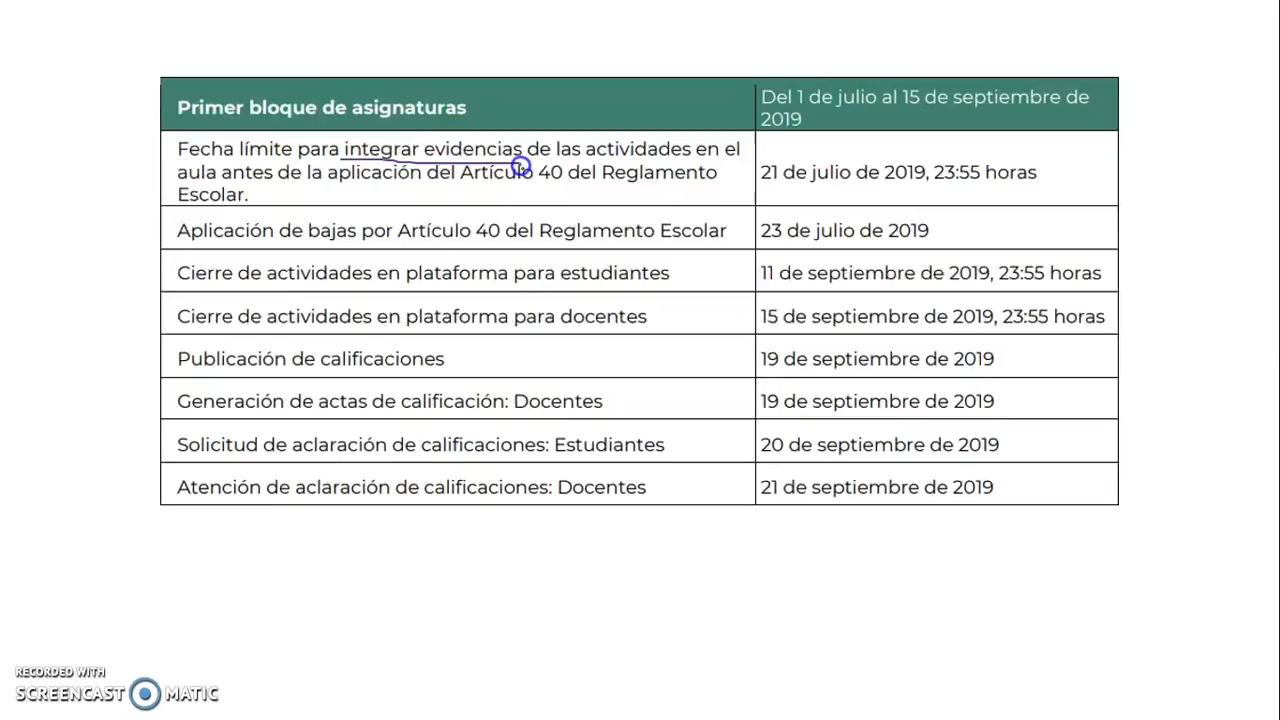 Primer bloque de asignaturas
Del 1 de julio al 15 de septiembre de
2019
Fecha límite para integrar evidencias de las actividades en el
aula antes de la aplicación del Artículo 40 del Reglamento
Escolar.
21 de julio de 2019, 23:55 horas
Aplicación de bajas por Artículo 40 del Reglamento Escolar
23 de julio de 2019
Cierre de actividades en plataforma para estudiantes
11 de septiembre de 2019, 23:55 horas
Cierre de actividades en plataforma para docentes
15 de septiembre de 2019, 23:55 horas
Publicación de calificaciones
19 de septiembre de 2019
Generación de actas de calificación: Docentes
19 de septiembre de 2019
Solicitud de aclaración de calificaciones: Estudiantes
20 de septiembre de 2019
Atención de aclaración de calificaciones: Docentes
21 de septiembre de 2019
RECORDED WITH
SCREENCAST MATIC